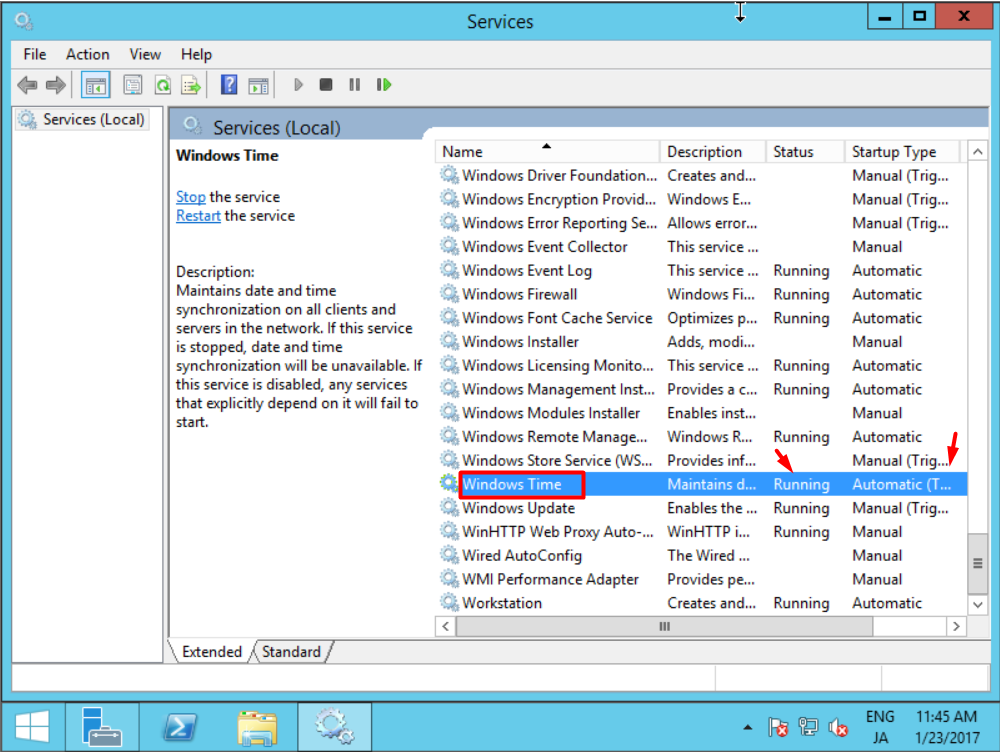 Services
File Action View Help
Services (Local)
Services (Local)
Windows Time
Stop the service
Restart the service
Description:
Maintains date and time
synchronization on all clients and
servers in the network. If this service
is stopped, date and time
synchronization will be unavailable. If
this service is disabled, any services
that explicitly depend on it will fail to
start.
Name Description Status Startup Type
Windows Driver Foundation... Creates and... Manual (Trig...
Windows Encryption Provid... Windows E... Manual (Trig...
Windows Error Reporting Se... Allows error... Manual (Trig...
Windows Event Collector This service ... Manual
Windows Event Log This service ... Running Automatic
Windows Firewall Windows Fi... Running Automatic
Windows Font Cache Service Optimizes p... Running Automatic
Windows Installer Adds, modi... Manual
Windows Licensing Monito... This service ... Running Automatic
Windows Management Inst... Provides a c... Running Automatic
Windows Modules Installer Enables inst... Manual
Windows Remote Manage... Windows R... Running Automatic
Windows Store Service (WS... Provides inf... Manual (Trig...
Windows Time Maintains d... Running Automatic (T...
Windows Update Enables the ... Running Manual (Trig...
WinHTTP Web Proxy Auto-... WinHTTP i... Running Manual
Wired AutoConfig The Wired ... Manual
WMI Performance Adapter Provides pe... Manual
Workstation Creates and... Running Automatic
Extended Standard
ENG 11:45 AM
JA 1/23/2017